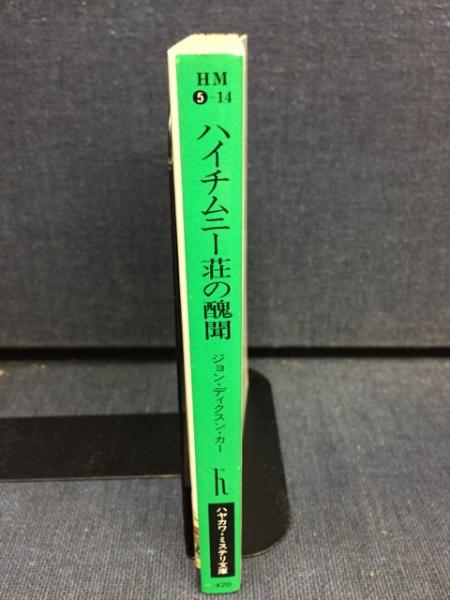 HM
5-14
ハイチムニー荘の醜聞
ジョン・ディクスン・カー
h
ハヤカワ・ミステリ文庫
420